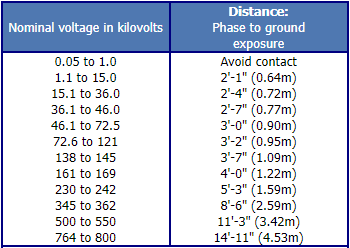 Nominal voltage in kilovolts
Distance:
Phase to ground
exposure
0.05 to 1.0 Avoid contact
1.1 to 15.0 2'-1" (0.64m)
15.1 to 36.0 2'-4" (0.72m)
36.1 to 46.0 2'-7" (0.77m)
46.1 to 72.5 3'-0" (0.90m)
72.6 to 121 3'-2" (0.95m)
138 to 145 3'-7" (1.09m)
161 to 169 4'-0" (1.22m)
230 to 242 5'-3" (1.59m)
345 to 362 8'-6" (2.59m)
500 to 550 11'-3" (3.42m)
764 to 800 14'-11" (4.53m)